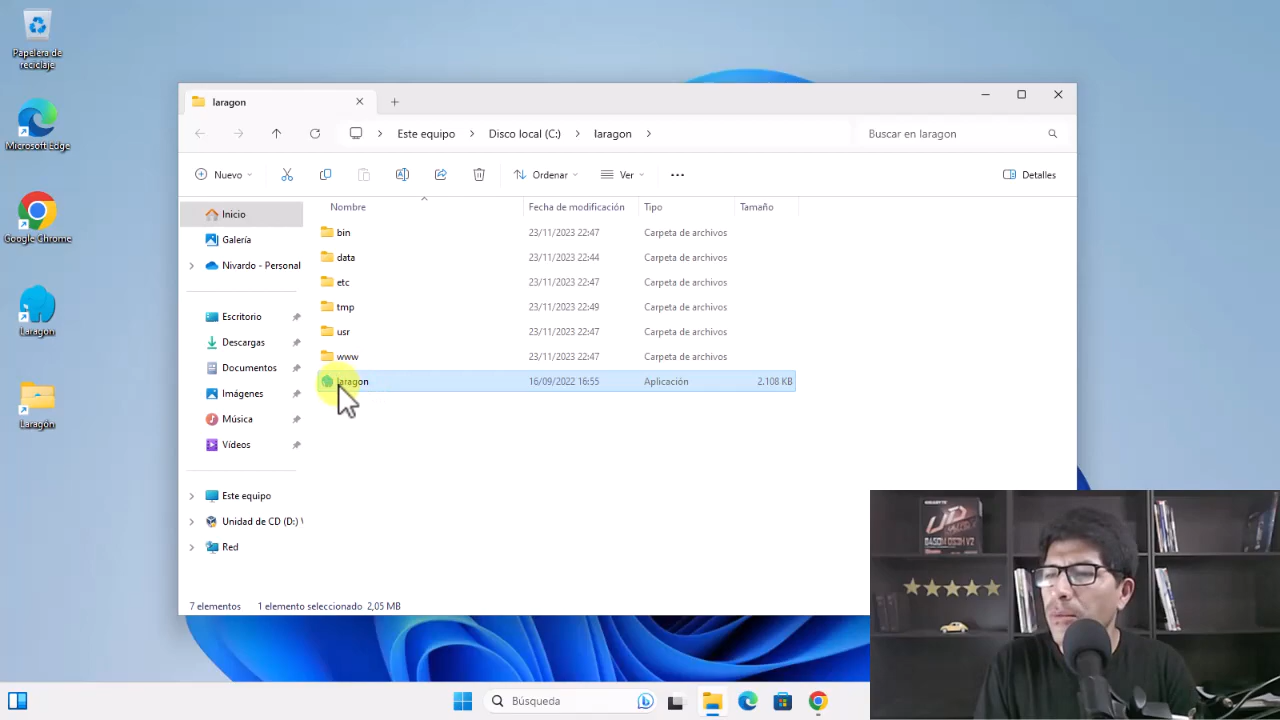 Papelera de
reciclaje
Microsoft Edge
Google Chrome
Laragon
Laragón
laragon
Este equipo
Disco local (C:)
laragon
Buscar en laragon
Nuevo
Ordenar
Ver
Detalles
Inicio
Galería
Nivardo - Personal
Escritorio
Descargas
Documentos
Imágenes
Música
Vídeos
Este equipo
Unidad de CD (D:)
Red
Nombre Fecha de modificación Tipo Tamaño
bin 23/11/2023 22:47 Carpeta de archivos
data 23/11/2023 22:44 Carpeta de archivos
etc 23/11/2023 22:47 Carpeta de archivos
tmp 23/11/2023 22:49 Carpeta de archivos
usr 23/11/2023 22:47 Carpeta de archivos
www 23/11/2023 22:47 Carpeta de archivos
laragon 16/09/2022 16:55 Aplicación 2.108 KB
7 elementos 1 elemento seleccionado 2,05 MB
UD
B450M DS3H V2
Búsqueda